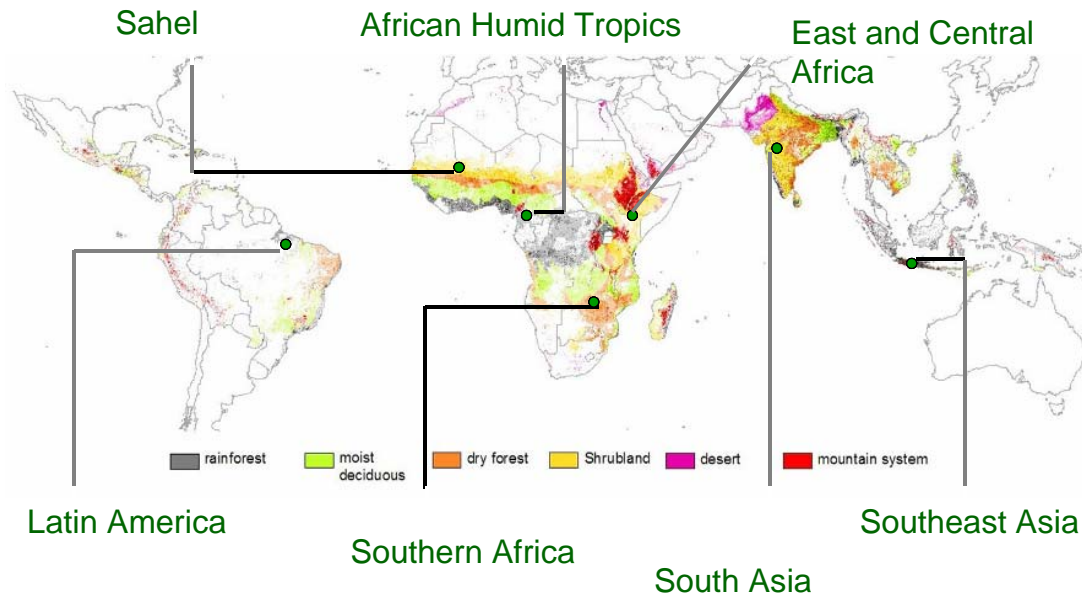 Sahel
African Humid Tropics
East and Central
Africa
rainforest
moist
deciduous
dry forest
Shrubland
desert
mountain system
Latin America
Southeast Asia
Southern Africa
South Asia